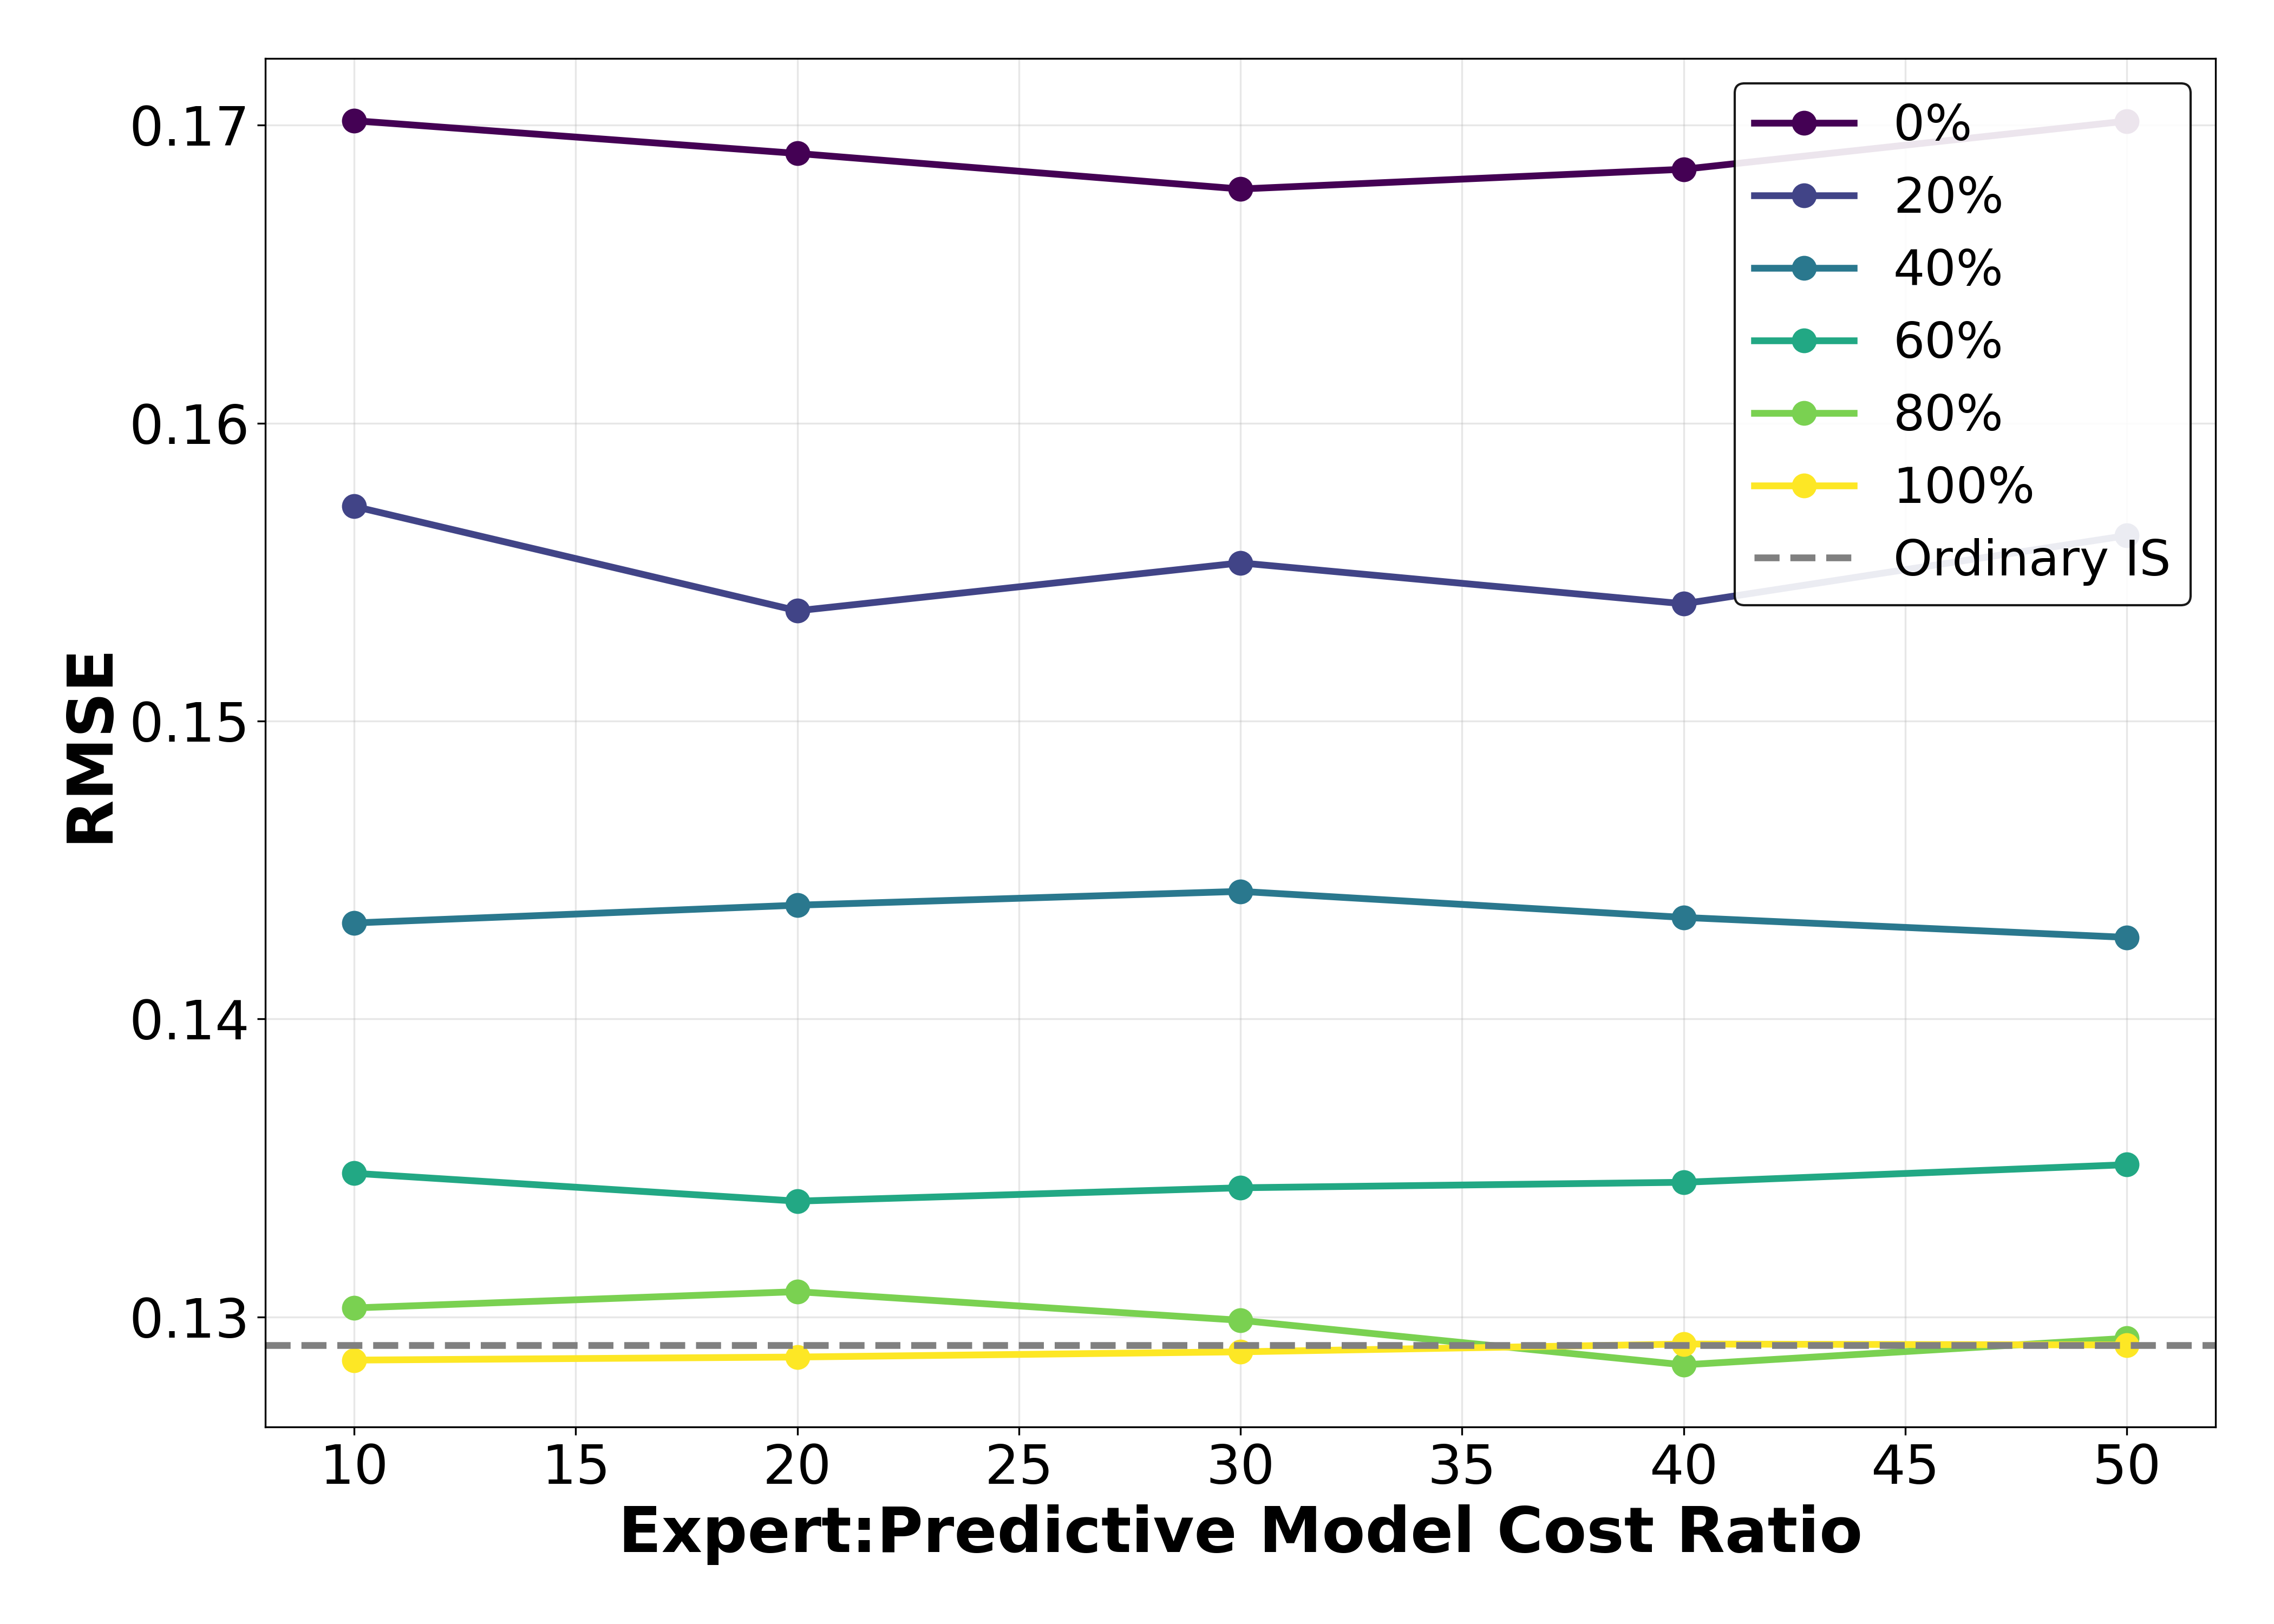 RMSE
0.17
0.16
0.15
0.14
0.13
0%
20%
40%
60%
80%
100%
Ordinary IS
10 15 20 25 30 35 40 45 50
Expert:Predictive Model Cost Ratio